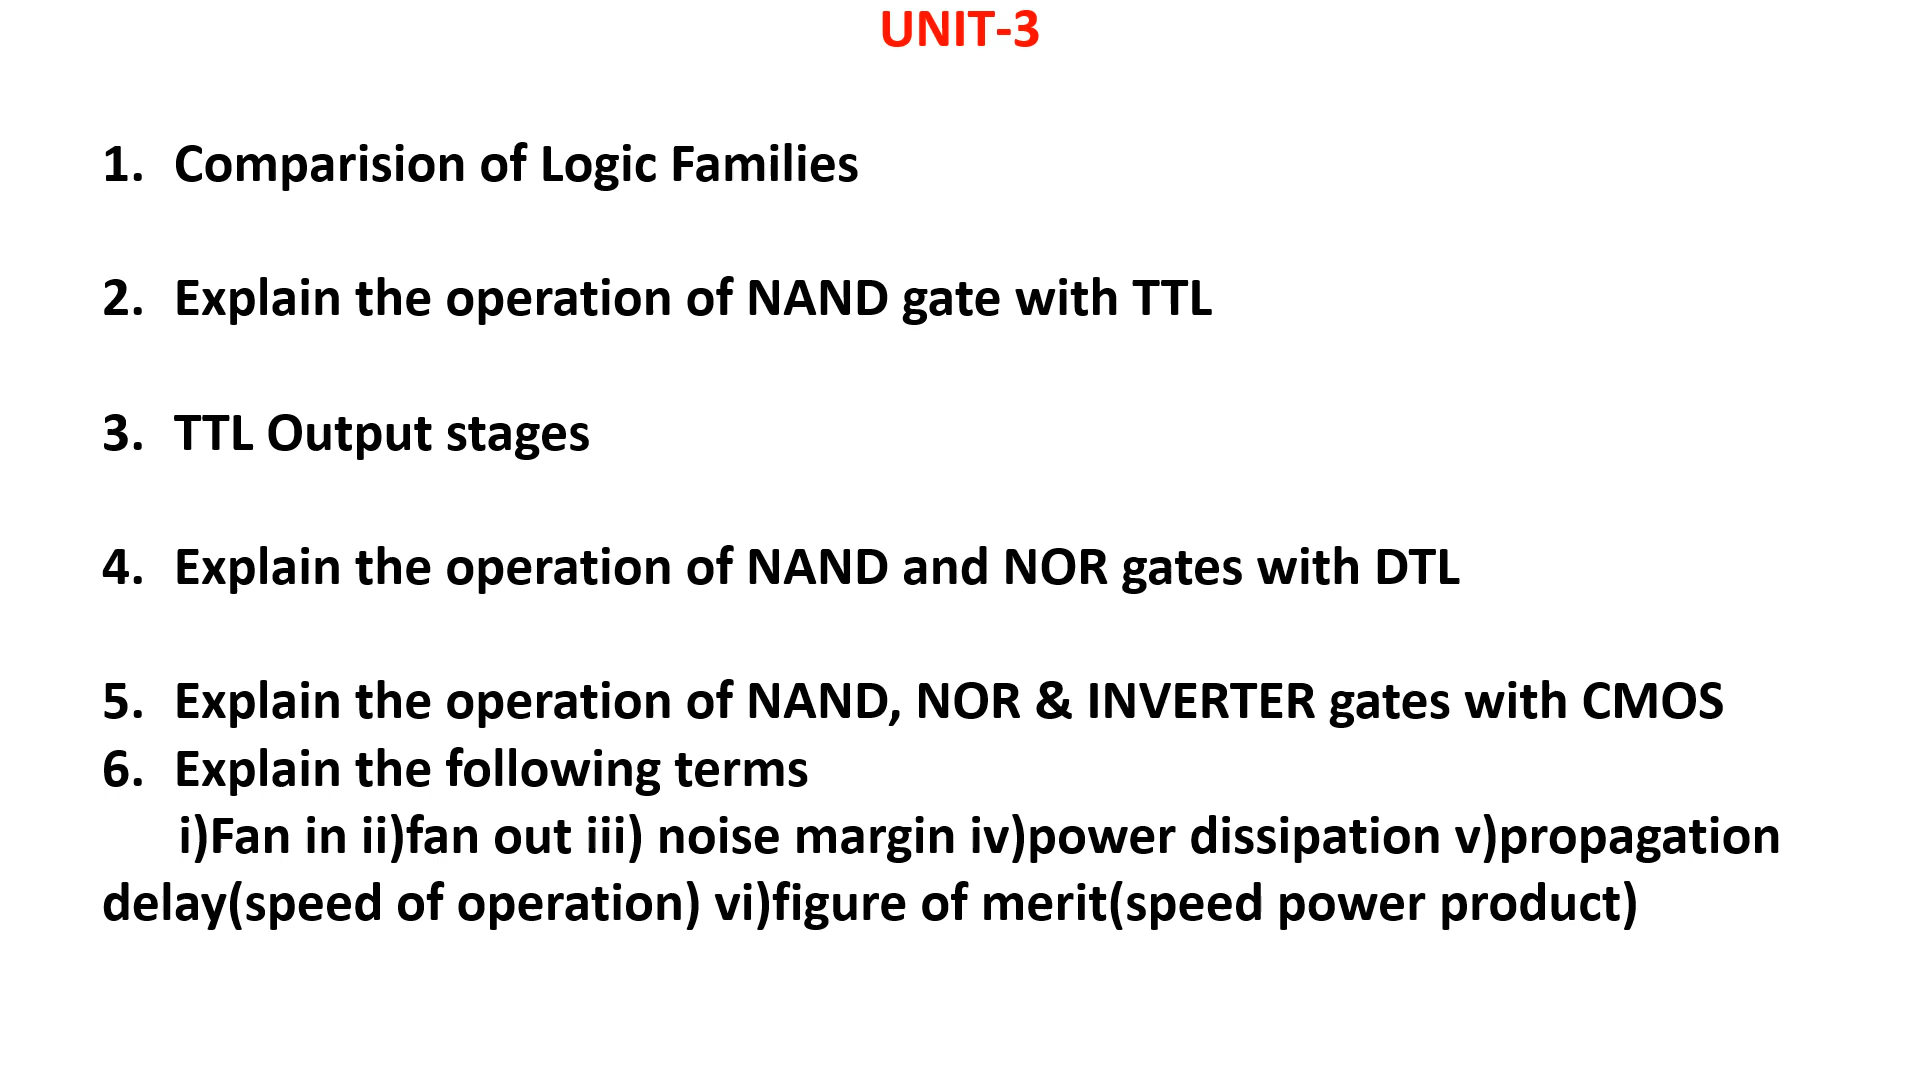 UNIT-3
1. Comparision of Logic Families
2. Explain the operation of NAND gate with TTL
3. TTL Output stages
4. Explain the operation of NAND and NOR gates with DTL
5. Explain the operation of NAND, NOR & INVERTER gates with CMOS
6. Explain the following terms
i)Fan in ii)fan out iii) noise margin iv)power dissipation v)propagation
delay(speed of operation) vi)figure of merit(speed power product)